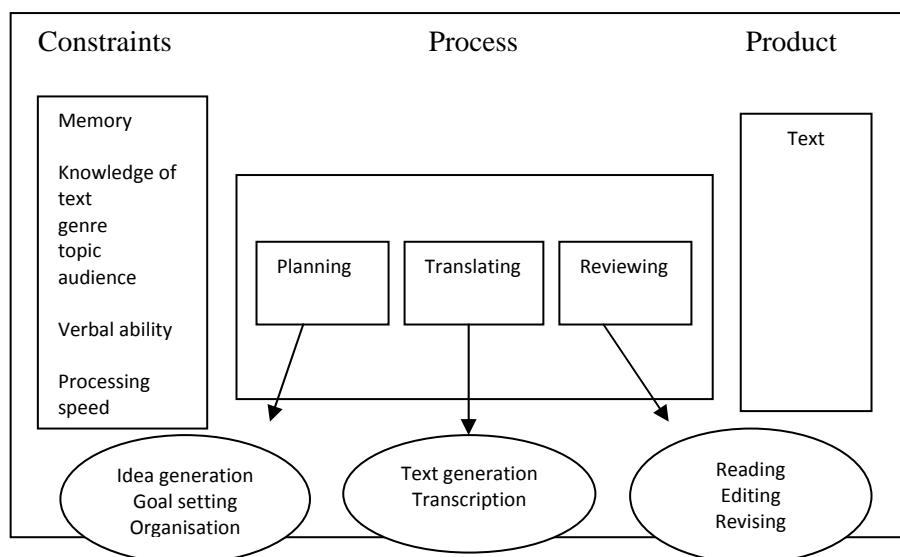 Constraints
Process
Product
Memory
Knowledge of
text
genre
topic
audience
Verbal ability
Processing
speed
Planning
Translating
Reviewing
Text
Idea generation
Goal setting
Organisation
Text generation
Transcription
Reading
Editing
Revising